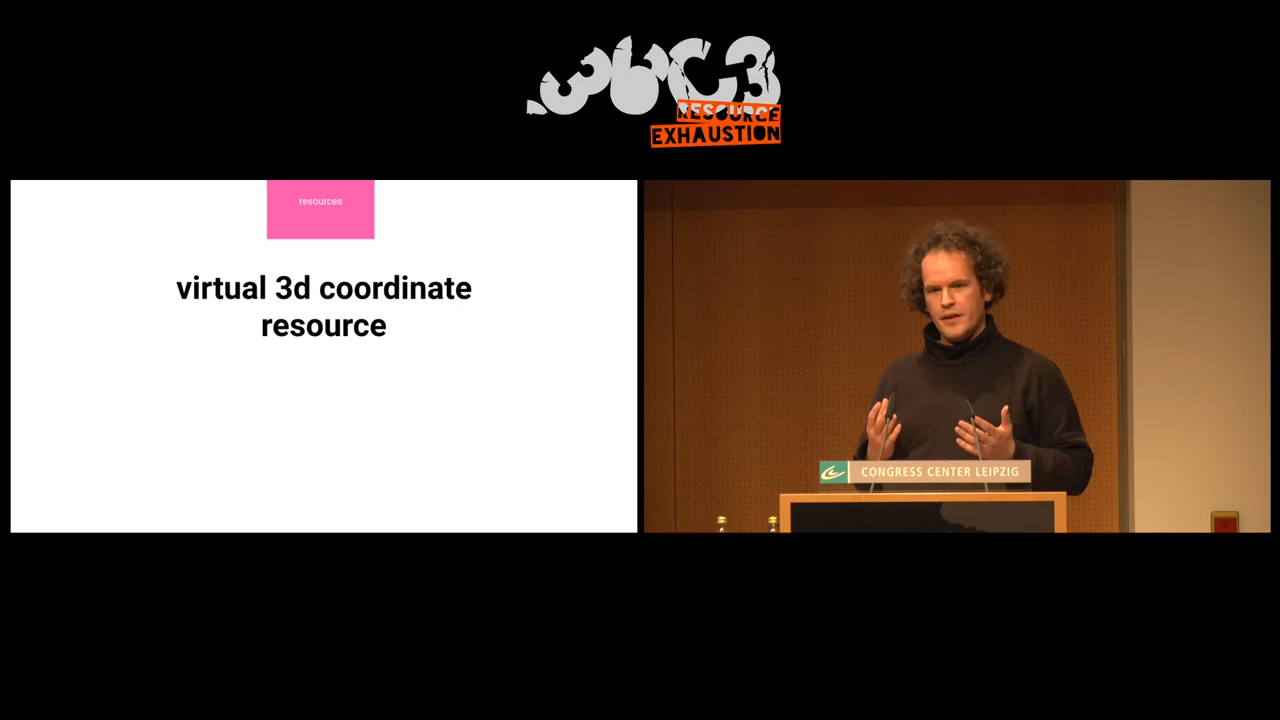 36C3
RESOURCE
EXHAUSTION
resources
virtual 3d coordinate
resource
CONGRESS CENTER LEIPZIG